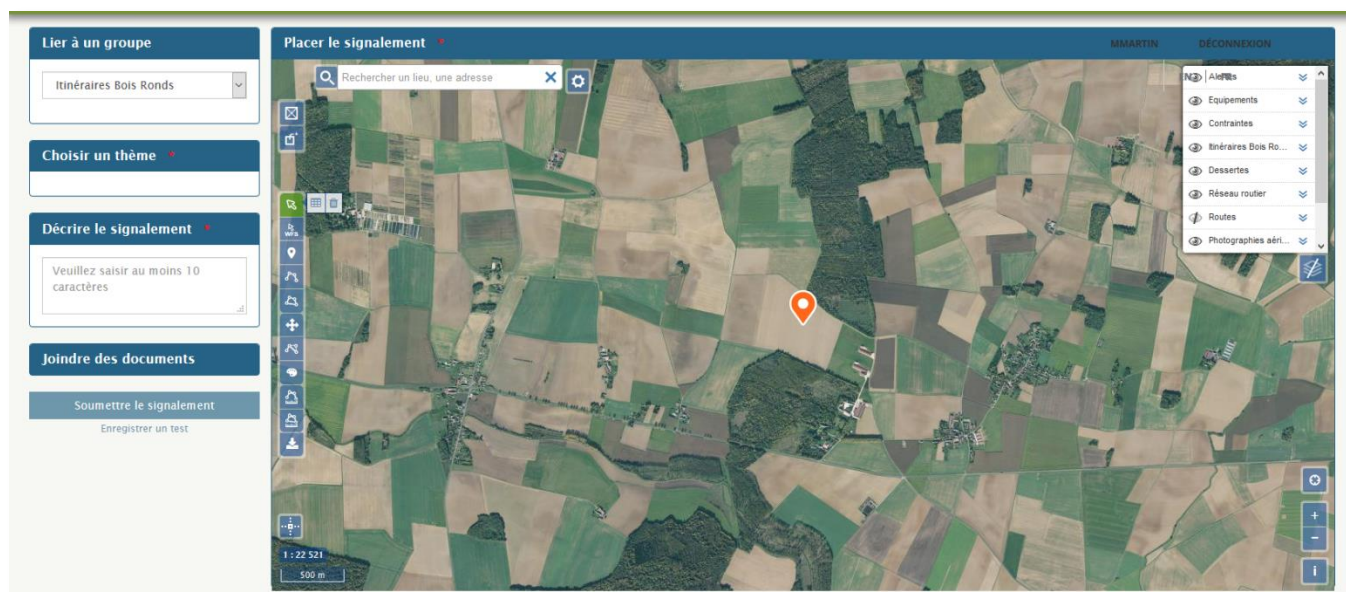 Lier à un groupe
Itinéraires Bois Ronds
Choisir un thème *
Décrire le signalement *
Veuillez saisir au moins 10
caractères
Joindre des documents
Soumettre le signalement
Enregistrer un test
Placer le signalement *
MMARTIN DÉCONNEXION
Rechercher un lieu, une adresse
Equipements
Contraintes
Itinéraires Bois Ro...
Dessertes
Réseau routier
Routes
Photographies aéri...
WFS
1 : 22 521
500 m
+
−
i